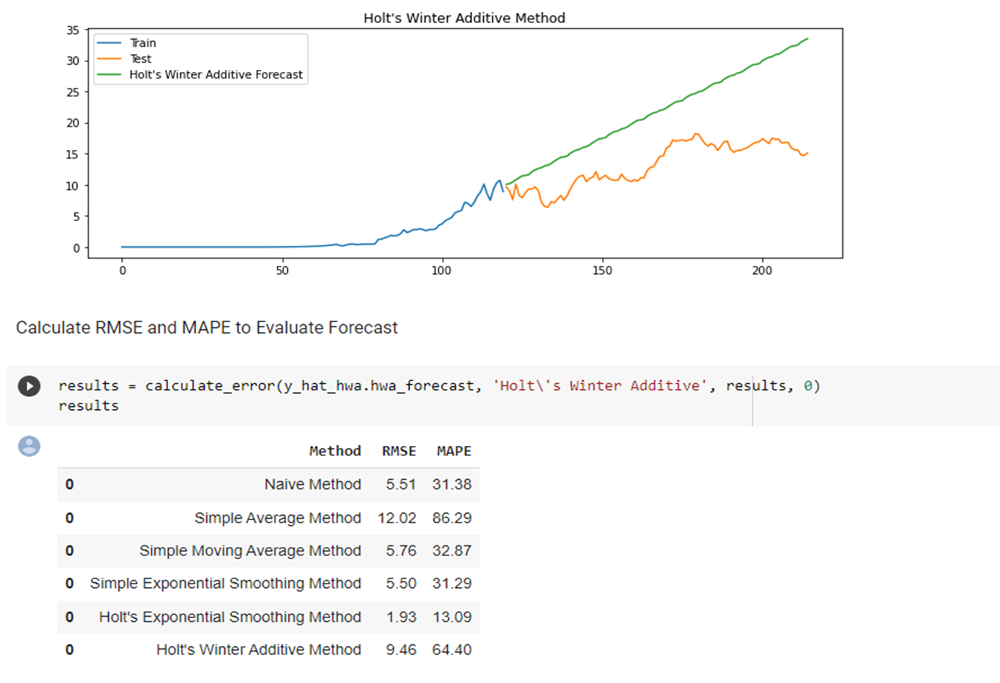 Holt's Winter Additive Method
35
30
25
20
15
10
5
0
Train
Test
Holt's Winter Additive Forecast
0 50 100 150 200
Calculate RMSE and MAPE to Evaluate Forecast
results = calculate_error(y_hat_hwa.hwa_forecast, 'Holt\'s Winter Additive', results, 0)
results
Method RMSE MAPE
0 Naive Method 5.51 31.38
0 Simple Average Method 12.02 86.29
0 Simple Moving Average Method 5.76 32.87
0 Simple Exponential Smoothing Method 5.50 31.29
0 Holt's Exponential Smoothing Method 1.93 13.09
0 Holt's Winter Additive Method 9.46 64.40